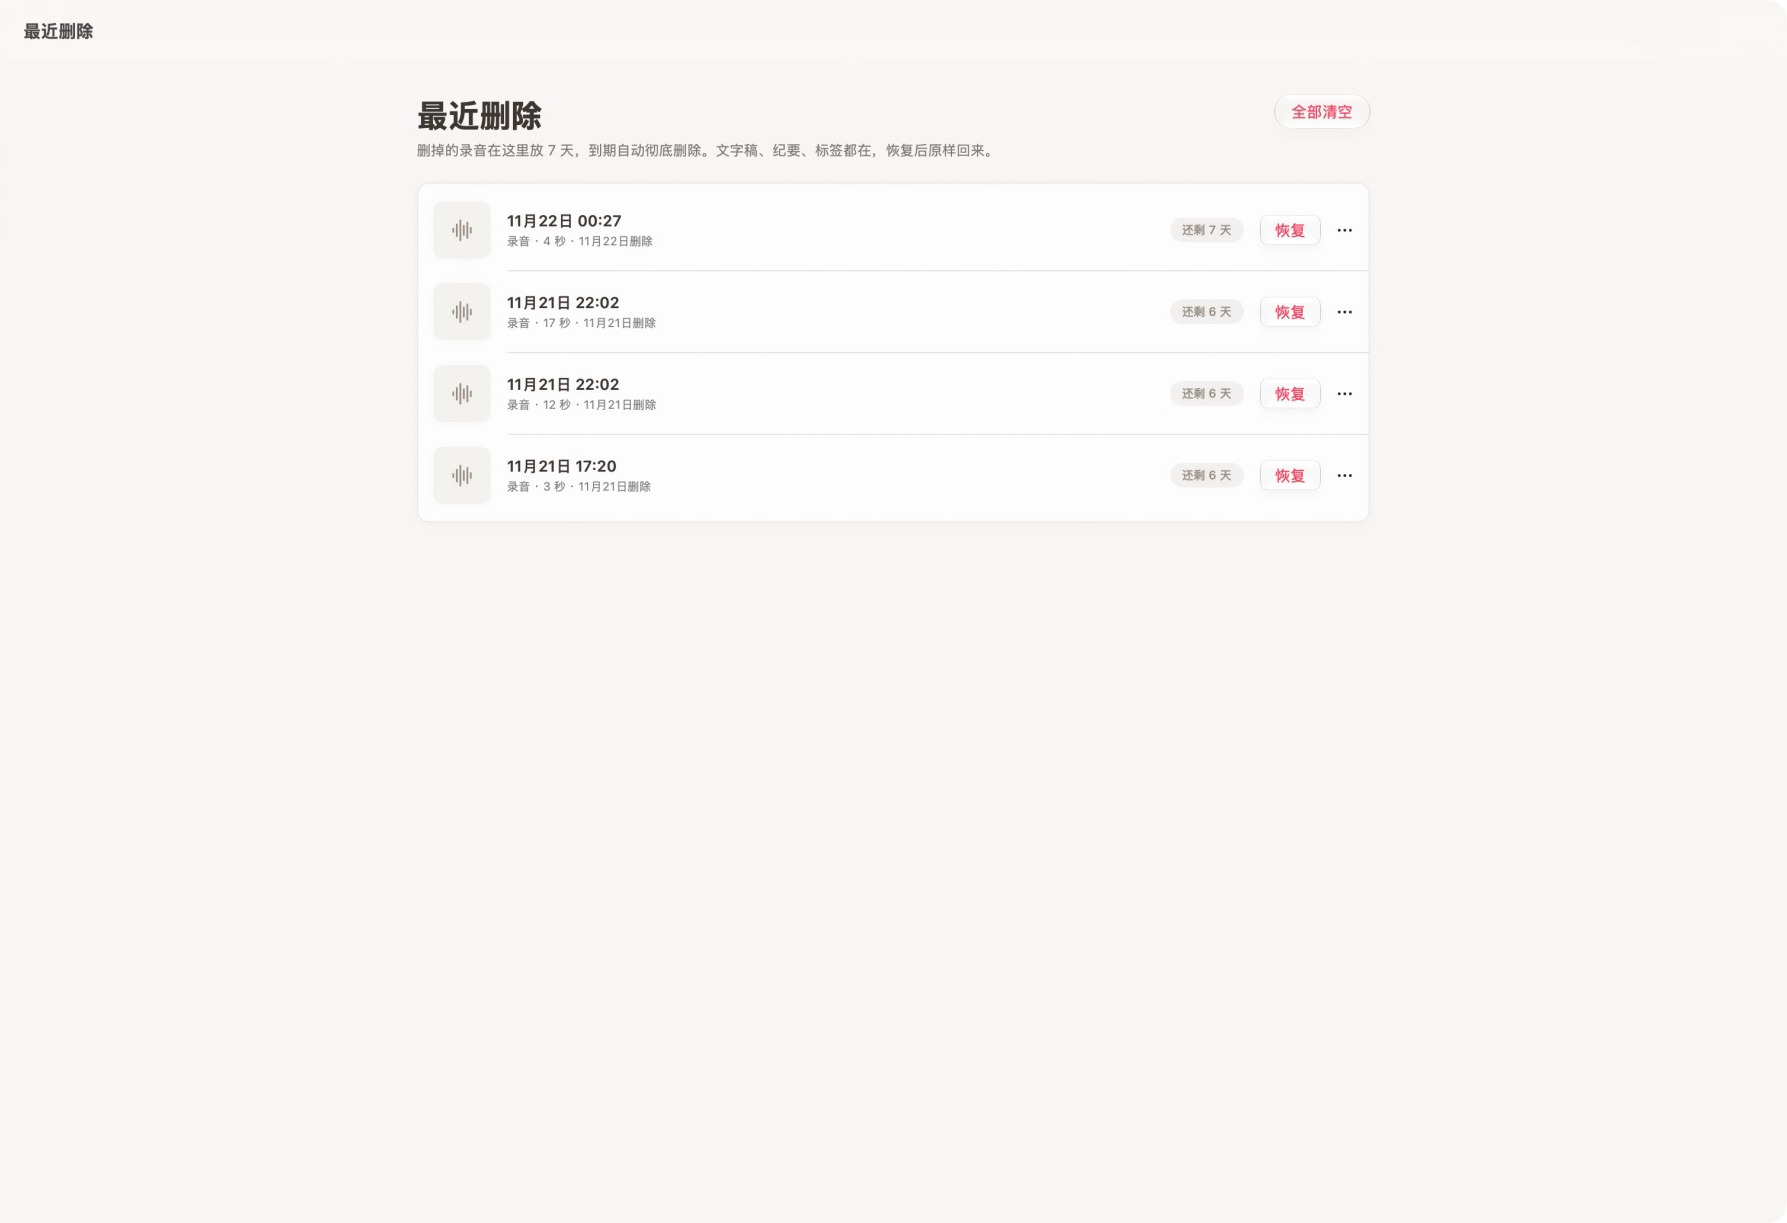 最近删除
最近删除
全部清空
删掉的录音在这里放 7 天，到期自动彻底删除。文字稿、纪要、标签都在，恢复后原样回来。
11月22日 00:27
录音 · 4 秒 · 11月22日删除
还剩 7 天
恢复
11月21日 22:02
录音 · 17 秒 · 11月21日删除
还剩 6 天
恢复
11月21日 22:02
录音 · 12 秒 · 11月21日删除
还剩 6 天
恢复
11月21日 17:20
录音 · 3 秒 · 11月21日删除
还剩 6 天
恢复